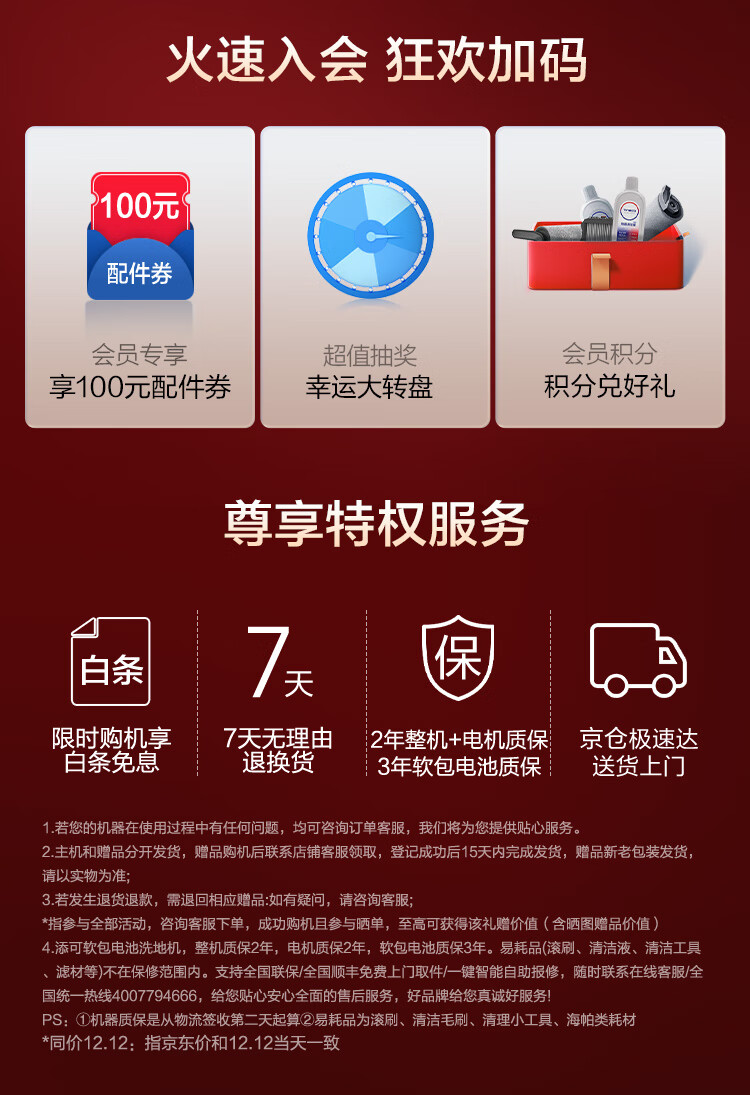 火速入会 狂欢加码
100元
配件券
会员专享
享100元配件券
超值抽奖
幸运大转盘
会员积分
积分兑好礼
尊享特权服务
白条
限时购机享
白条免息
7天
7天无理由
退换货
保
2年整机+电机质保
3年软包电池质保
京仓极速达
送货上门
1.若您的机器在使用过程中有任何问题，均可咨询订单客服，我们将为您提供贴心服务。
2.主机和赠品分开发货，赠品购机后联系店铺客服领取，登记成功后15天内完成发货，赠品新老包装发货，
请以实物为准;
3.若发生退货退款，需退回相应赠品:如有疑问，请咨询客服;
*指参与全部活动，咨询客服下单，成功购机且参与晒单，至高可获得该礼赠价值（含晒图赠品价值）
4.添可软包电池洗地机，整机质保2年，电机质保2年，软包电池质保3年。易耗品(滚刷、清洁液、清洁工具
、滤材等)不在保修范围内。支持全国联保/全国顺丰免费上门取件/一键智能自助报修，随时联系在线客服/全
国统一热线4007794666，给您贴心安心全面的售后服务，好品牌给您真诚好服务!
PS：①机器质保是从物流签收第二天起算②易耗品为滚刷、清洁毛刷、清理小工具、海帕类耗材
*同价12.12：指京东价和12.12当天一致